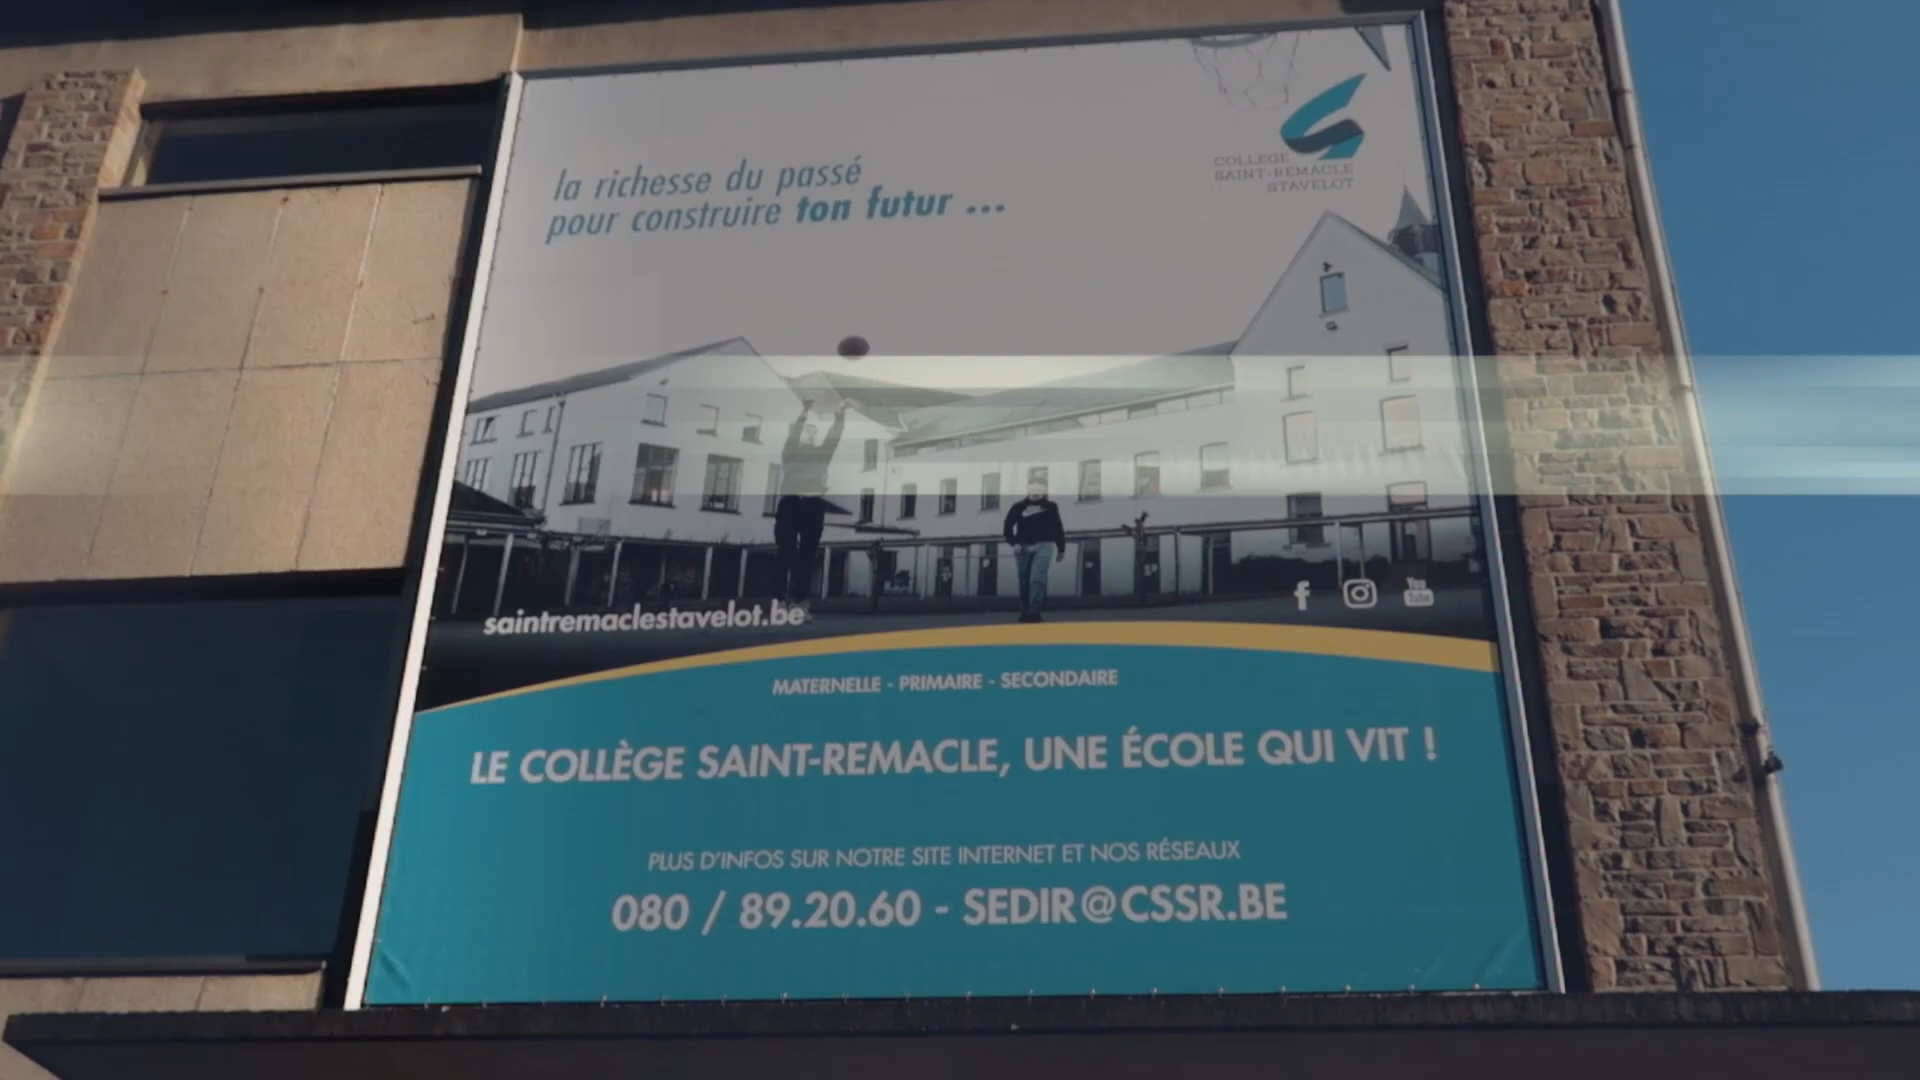 la richesse du passé
pour construire ton futur ...
COLLEGE
SAINT-REMACLE
STAVELOT
saintremaclestavelot.be
You
Tube
MATERNELLE - PRIMAIRE - SECONDAIRE
LE COLLÈGE SAINT-REMACLE, UNE ÉCOLE QUI VIT !
PLUS D'INFOS SUR NOTRE SITE INTERNET ET NOS RÉSEAUX
080 / 89.20.60 - SEDIR@CSSR.BE